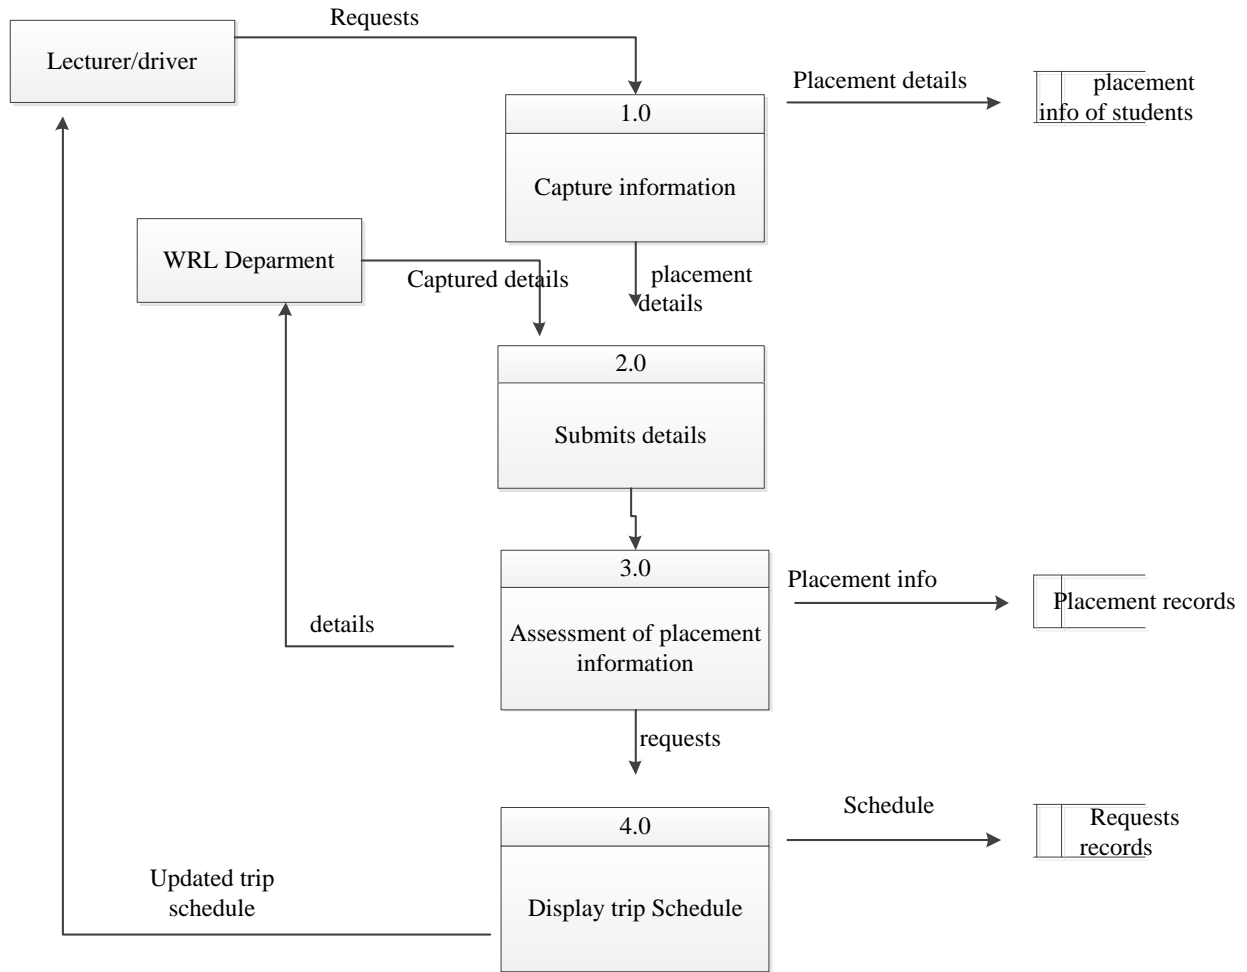 Requests
Lecturer/driver
Placement details
placement
info of students
1.0
Capture information
WRL Deparment
Captured details
placement
details
2.0
Submits details
3.0
Assessment of placement
information
Placement info
Placement records
details
requests
4.0
Display trip Schedule
Schedule
Requests
records
Updated trip
schedule